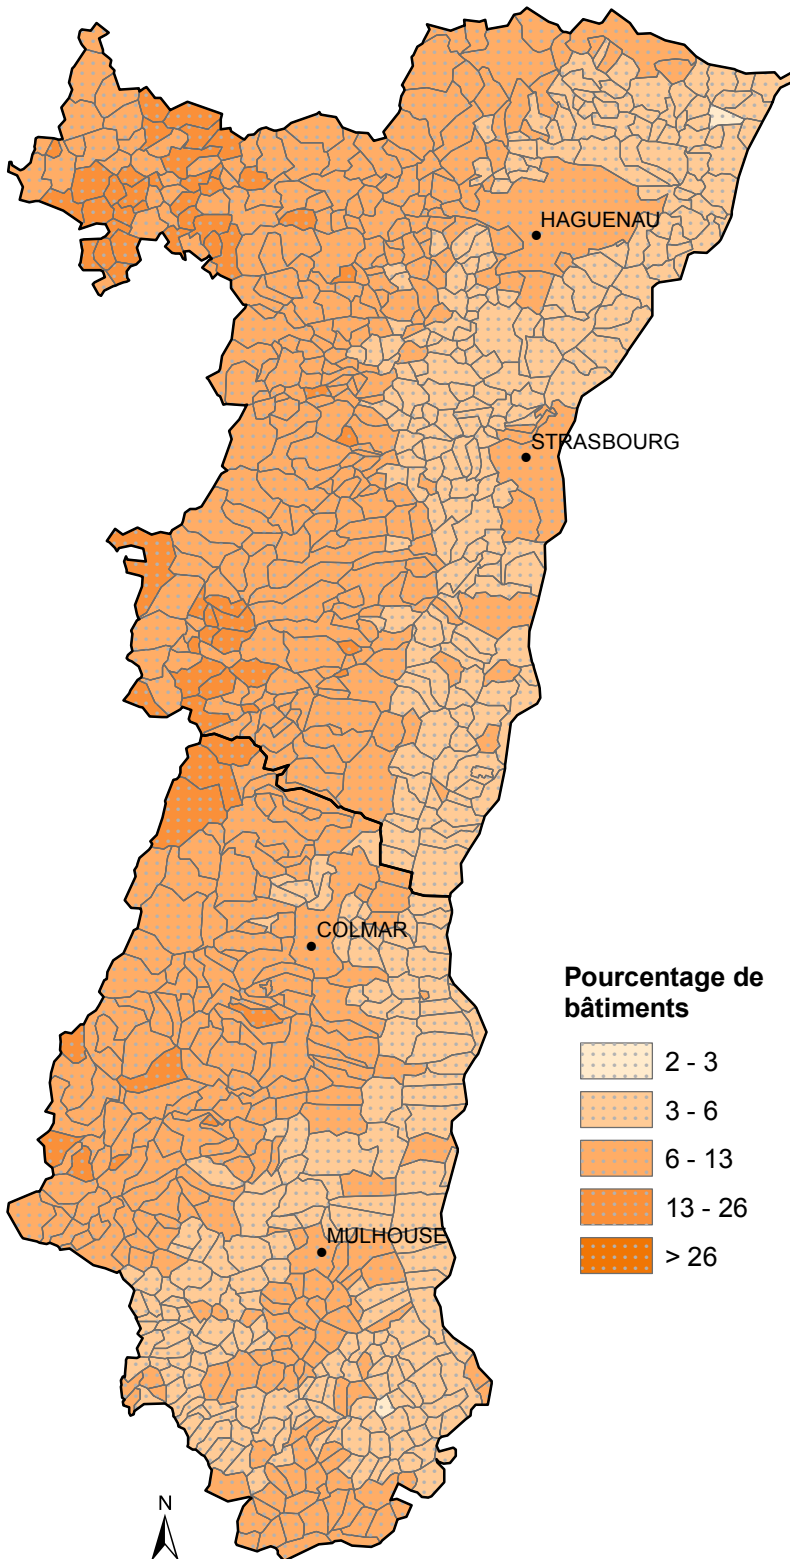 HAGUENAU
STRASBOURG
COLMAR
Pourcentage de
bâtiments
2 - 3
3 - 6
6 - 13
13 - 26
> 26
MULHOUSE
N